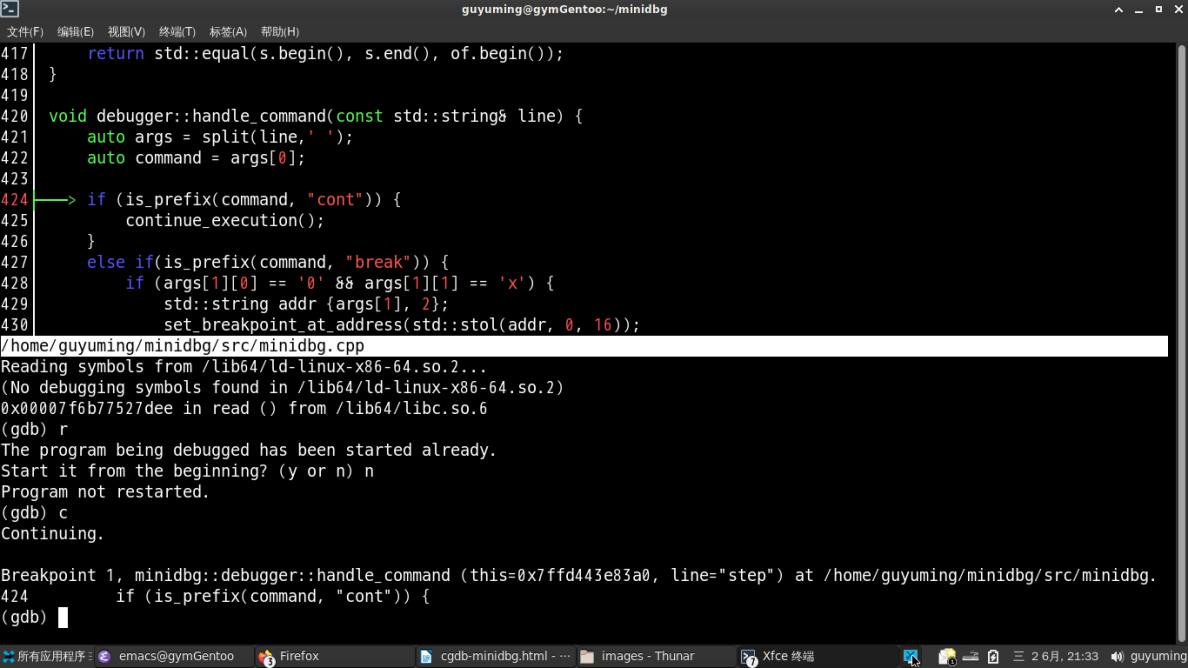 guyuming@gymGentoo:~/minidbg
文件(F) 编辑(E) 视图(V) 终端(T) 标签(A) 帮助(H)
417 return std::equal(s.begin(), s.end(), of.begin());
418 }
419
420 void debugger::handle_command(const std::string& line) {
421 auto args = split(line,' ');
422 auto command = args[0];
423
424 ───> if (is_prefix(command, "cont")) {
425 continue_execution();
426 }
427 else if(is_prefix(command, "break")) {
428 if (args[1][0] == '0' && args[1][1] == 'x') {
429 std::string addr {args[1], 2};
430 set_breakpoint_at_address(std::stol(addr, 0, 16));
/home/guyuming/minidbg/src/minidbg.cpp
Reading symbols from /lib64/ld-linux-x86-64.so.2...
(No debugging symbols found in /lib64/ld-linux-x86-64.so.2)
0x00007f6b77527dee in read () from /lib64/libc.so.6
(gdb) r
The program being debugged has been started already.
Start it from the beginning? (y or n) n
Program not restarted.
(gdb) c
Continuing.
Breakpoint 1, minidbg::debugger::handle_command (this=0x7ffd443e83a0, line="step") at /home/guyuming/minidbg/src/minidbg.
424 if (is_prefix(command, "cont")) {
(gdb)
所有应用程序 emacs@gymGentoo 3 Firefox cgdb-minidbg.html - ··· images - Thunar 7 Xfce 终端 1 三 2 6月, 21:33 guyuming